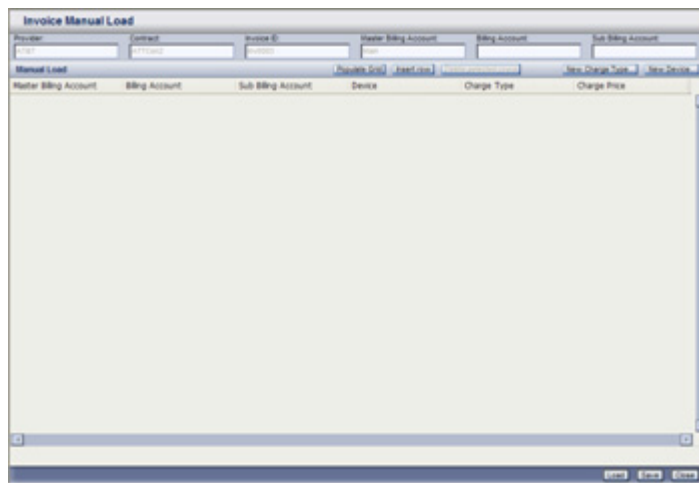 Invoice Manual Load
Provider: Contract: Invoice ID: Master Billing Account: Billing Account: Sub Billing Account:
AT&T Main
Manual Load Populate Grid Insert row New Charge Type... New Device...
Master Billing Account Billing Account Sub Billing Account Device Charge Type Charge Price
Load Save Close